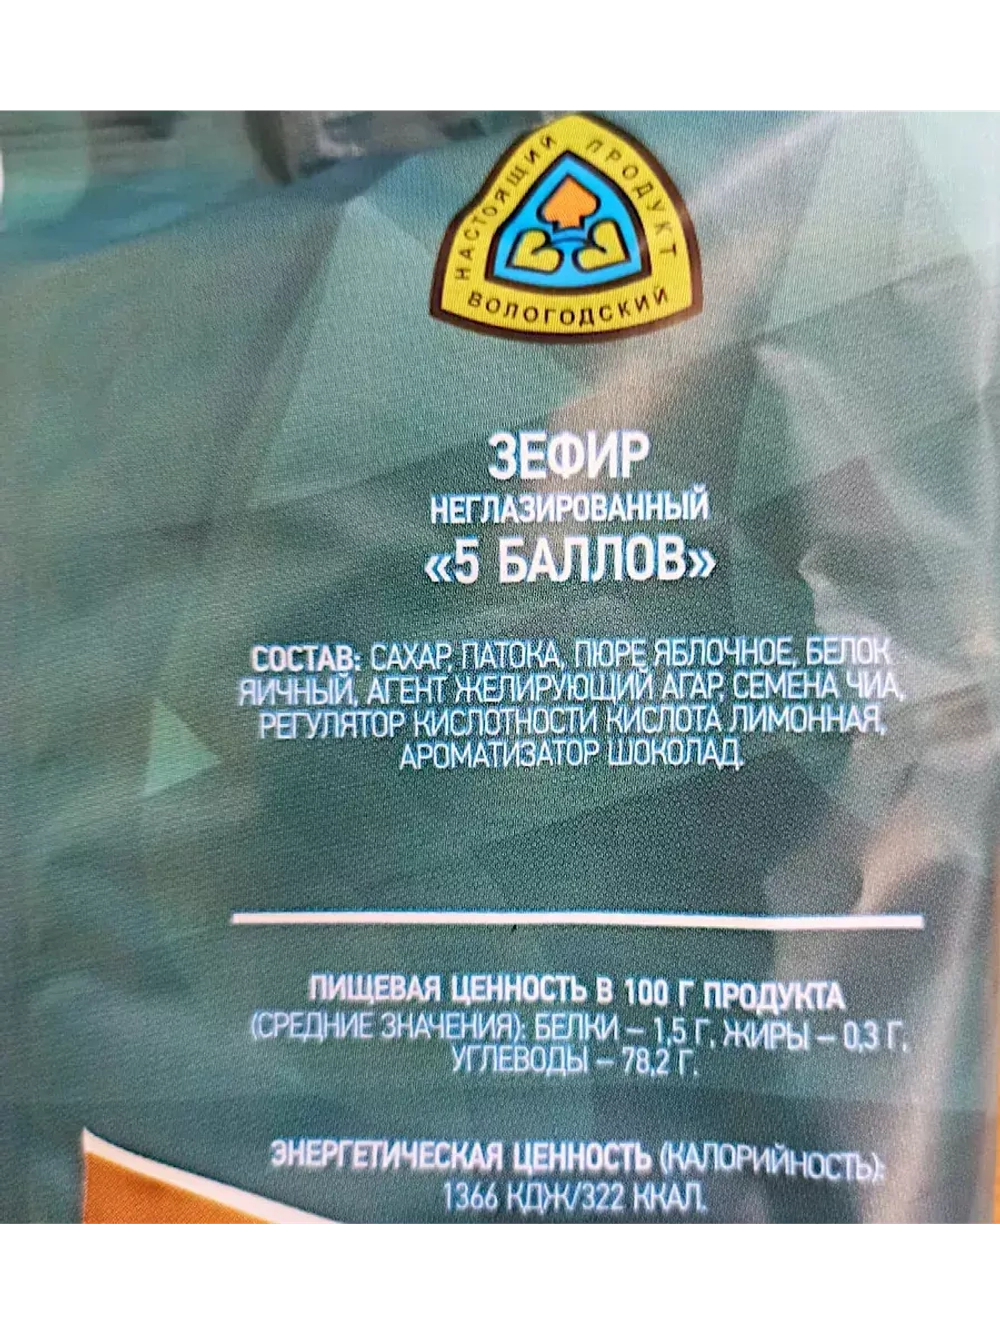 НАСТОЯЩИЙ ПРОДУКТ
ВОЛОГОДСКИЙ
ЗЕФИР
НЕГЛАЗИРОВАННЫЙ
«5 БАЛЛОВ»
СОСТАВ: САХАР, ПАТОКА, ПЮРЕ ЯБЛОЧНОЕ, БЕЛОК
ЯИЧНЫЙ, АГЕНТ ЖЕЛИРУЮЩИЙ АГАР, СЕМЕНА ЧИА,
РЕГУЛЯТОР КИСЛОТНОСТИ КИСЛОТА ЛИМОННАЯ,
АРОМАТИЗАТОР ШОКОЛАД.
ПИЩЕВАЯ ЦЕННОСТЬ В 100 Г ПРОДУКТА
(СРЕДНИЕ ЗНАЧЕНИЯ): БЕЛКИ – 1,5 Г, ЖИРЫ – 0,3 Г,
УГЛЕВОДЫ – 78,2 Г.
ЭНЕРГЕТИЧЕСКАЯ ЦЕННОСТЬ (КАЛОРИЙНОСТЬ):
1366 КДЖ/322 ККАЛ.